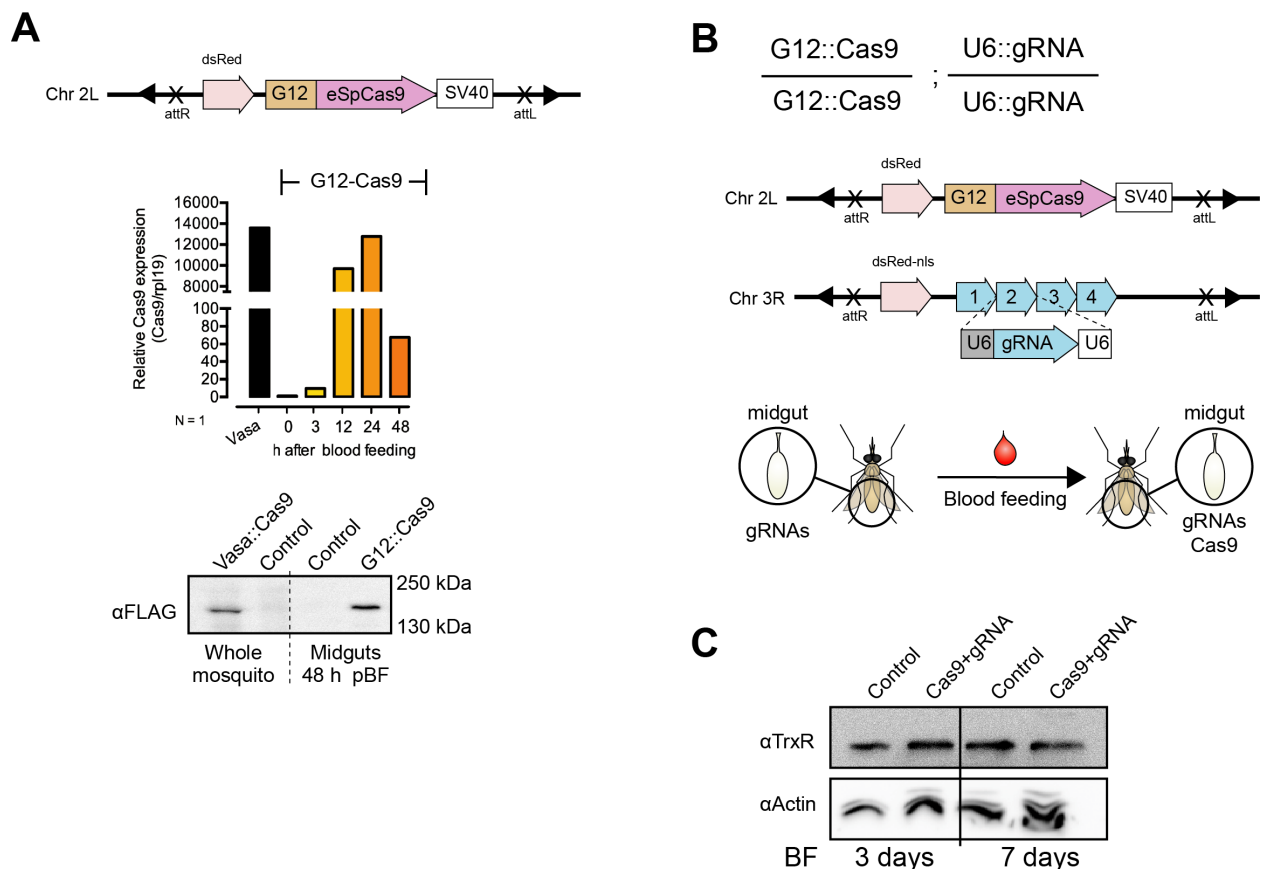 A
dsRed
Chr 2L
G12 eSpCas9 SV40
attR
attL
G12-Cas9
Relative Cas9 expression
(Cas9/rpl19)
16000
14000
12000
10000
8000
100
80
60
40
20
0
N = 1
Vasa 0 3 12 24 48
h after blood feeding
Vasa::Cas9
Control
Control
G12::Cas9
αFLAG
250 kDa
130 kDa
Whole
mosquito
Midguts
48 h pBF
B
G12::Cas9 ; U6::gRNA
G12::Cas9 U6::gRNA
dsRed
Chr 2L
G12 eSpCas9 SV40
attR
attL
dsRed-nls
Chr 3R
1 2 3 4
attR
attL
U6 gRNA U6
midgut
gRNAs
Blood feeding
midgut
gRNAs
Cas9
C
Control
Cas9+gRNA
Control
Cas9+gRNA
αTrxR
αActin
BF 3 days 7 days